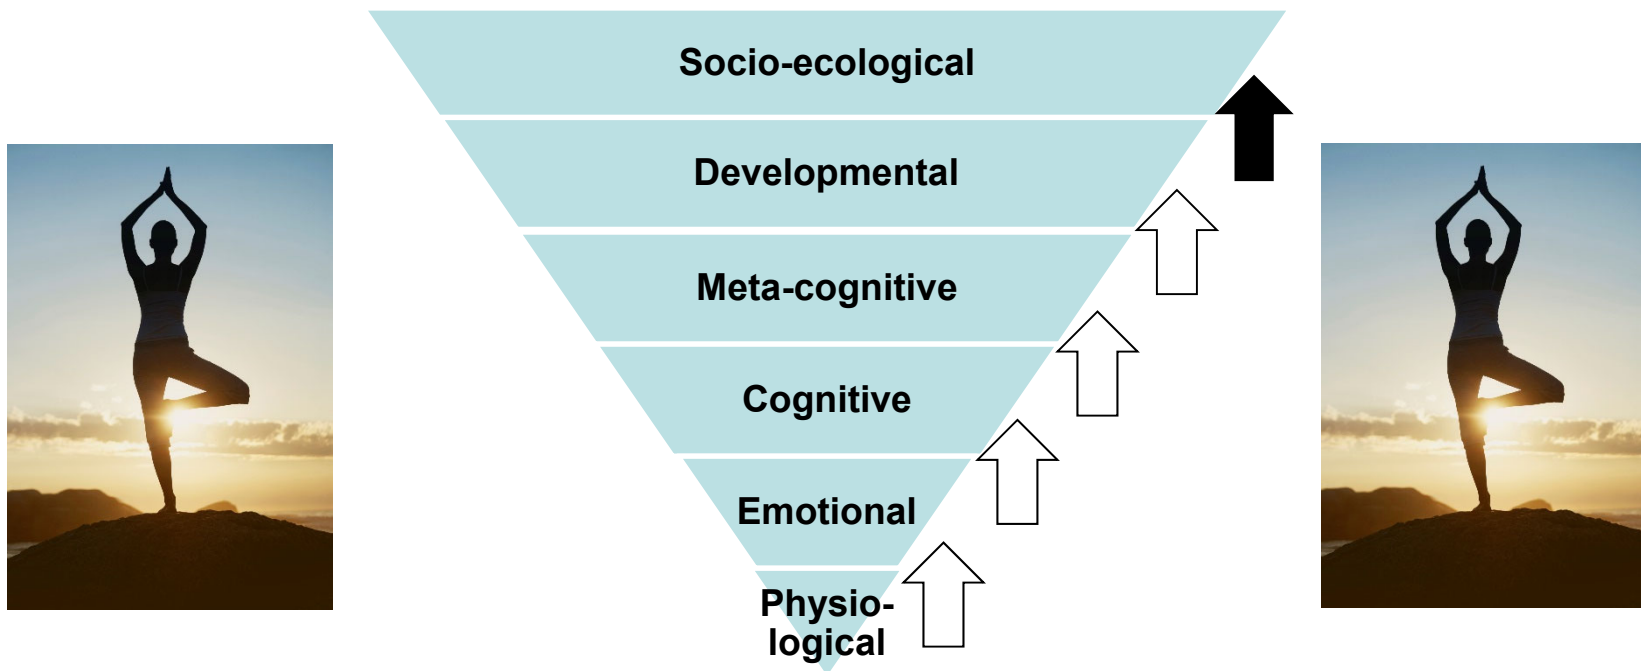 Socio-ecological
Developmental
Meta-cognitive
Cognitive
Emotional
Physio-
logical